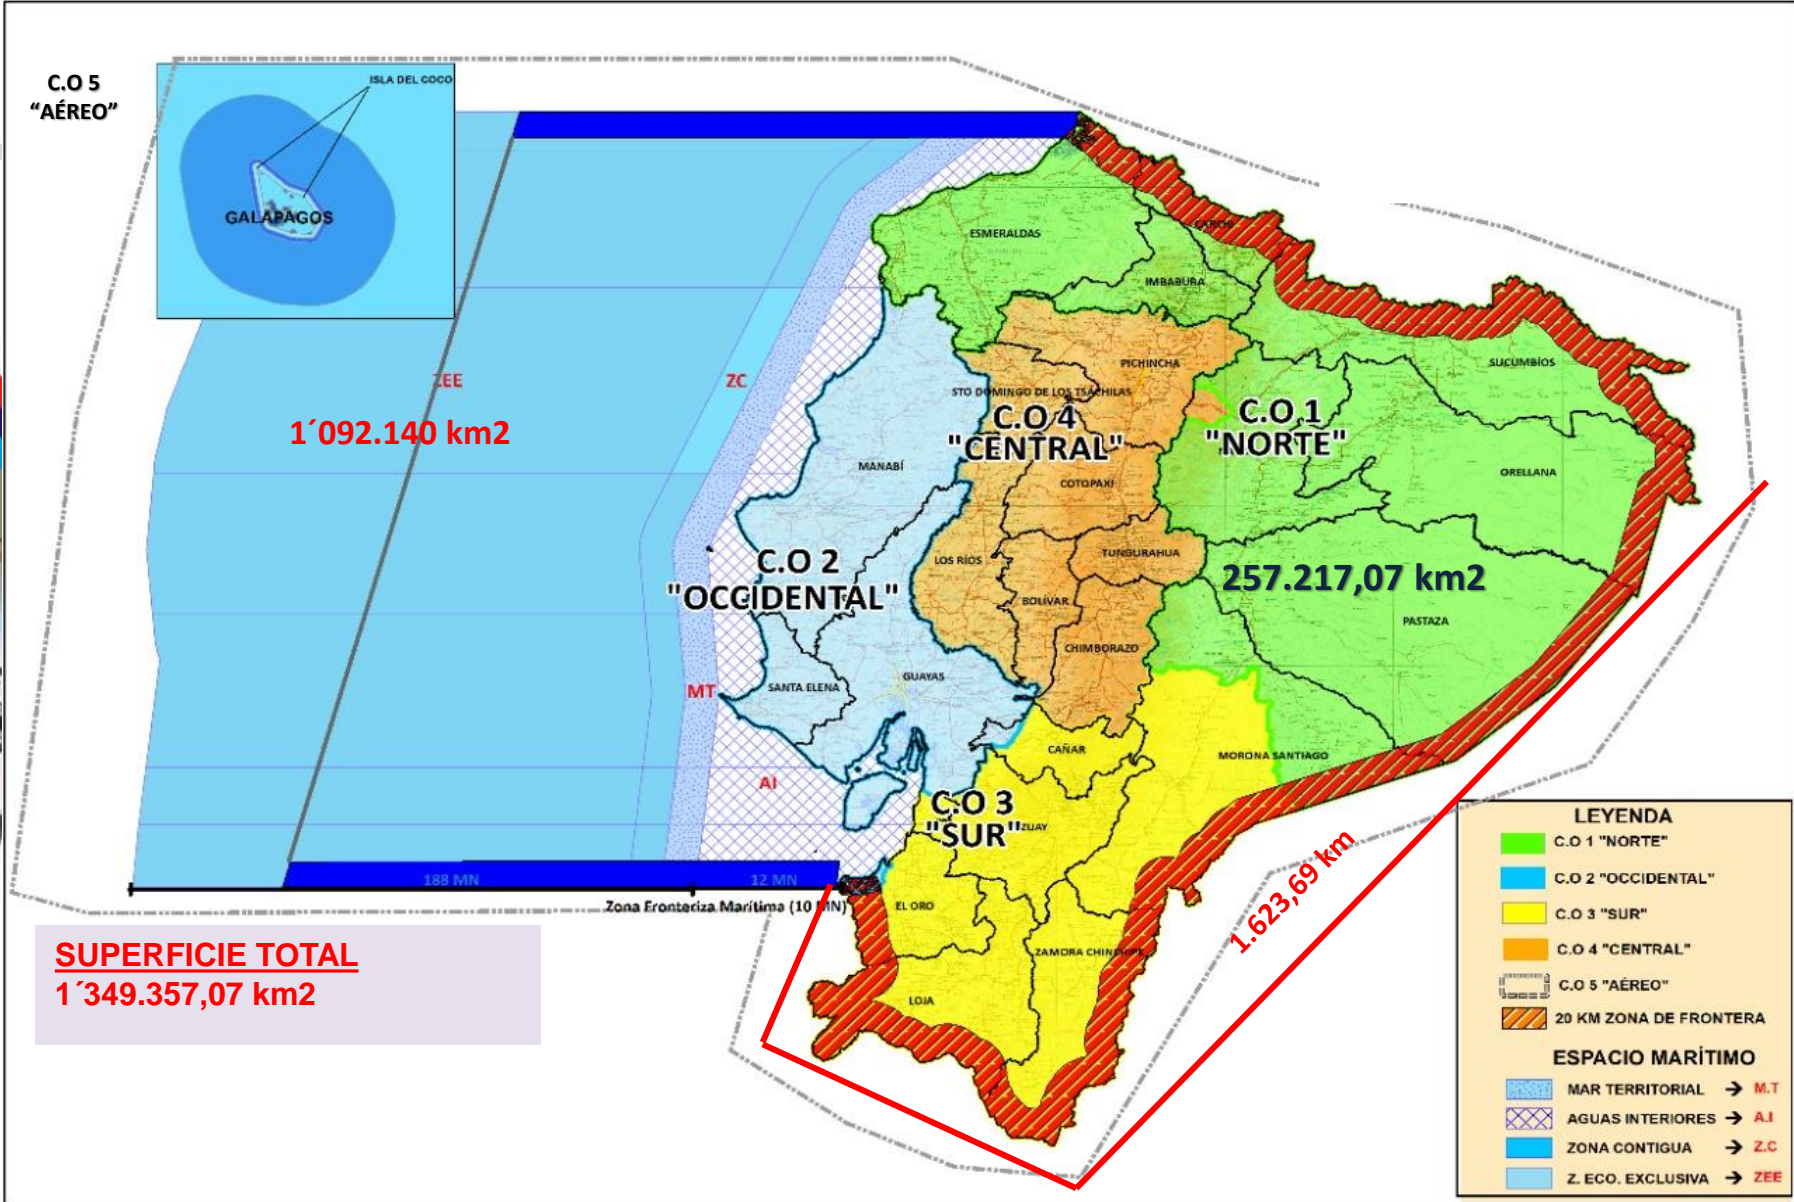 C.O 5
“AÉREO”
ISLA DEL COCO
GALAPAGOS
ESMERALDAS
CARCHI
IMBABURA
SUCUMBÍOS
PICHINCHA
ZEE
ZC
STO DOMINGO DE LOS TSÁCHILAS
1´092.140 km2
C.O 4
"CENTRAL"
C.O 1
"NORTE"
MANABÍ
COTOPAXI
ORELLANA
C.O 2
"OCCIDENTAL"
LOS RÍOS
TUNGURAHUA
257.217,07 km2
BOLÍVAR
PASTAZA
CHIMBORAZO
MT
SANTA ELENA
GUAYAS
CAÑAR
MORONA SANTIAGO
AI
C.O 3
"SUR"
ZUAY
188 MN
12 MN
Zona Fronteriza Marítima (10 MN)
EL ORO
1.623,69 km
ZAMORA CHINCHIPE
LOJA
SUPERFICIE TOTAL
1´349.357,07 km2
LEYENDA
C.O 1 "NORTE"
C.O 2 "OCCIDENTAL"
C.O 3 "SUR"
C.O 4 "CENTRAL"
C.O 5 "AÉREO"
20 KM ZONA DE FRONTERA
ESPACIO MARÍTIMO
MAR TERRITORIAL → M.T
AGUAS INTERIORES → A.I
ZONA CONTIGUA → Z.C
Z. ECO. EXCLUSIVA → ZEE